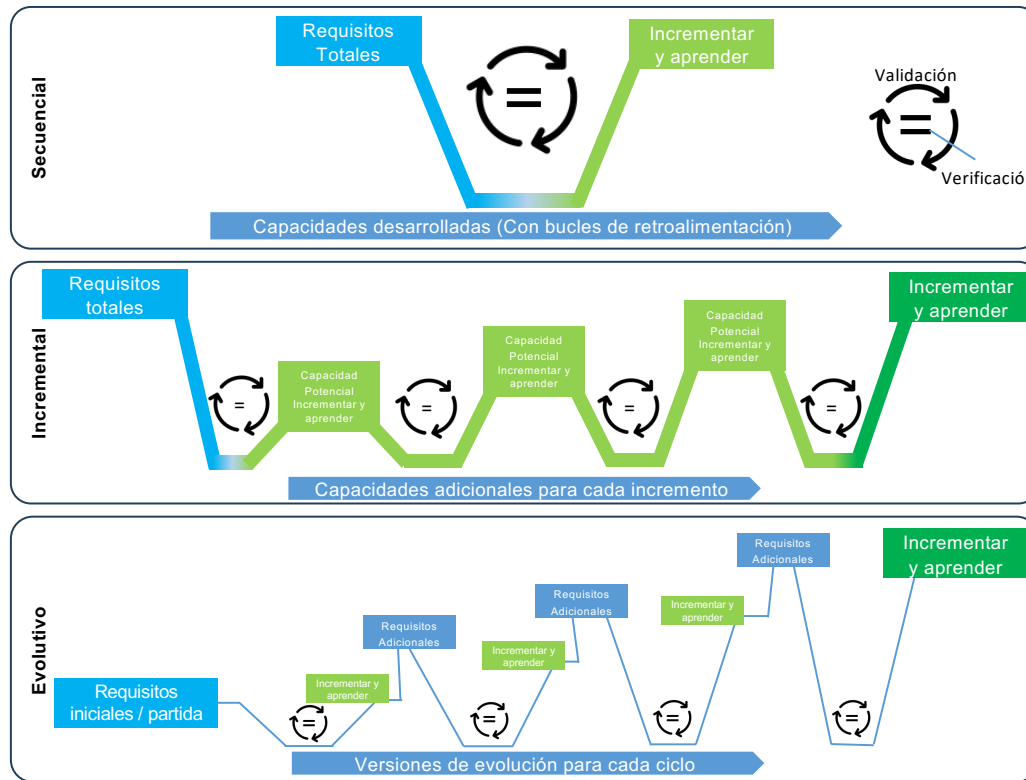 Secuencial
Requisitos
Totales
=
Incrementar
y aprender
Validación
=
Verificació
Capacidades desarrolladas (Con bucles de retroalimentación)
Incremental
Requisitos
totales
=
Capacidad
Potencial
Incrementar y
aprender
=
Capacidad
Potencial
Incrementar y
aprender
=
Capacidad
Potencial
Incrementar y
aprender
=
Incrementar
y aprender
Capacidades adicionales para cada incremento
Evolutivo
Requisitos
iniciales / partida
=
Incrementar y
aprender
Requisitos
Adicionales
=
Incrementar y
aprender
Requisitos
Adicionales
=
Incrementar y
aprender
Requisitos
Adicionales
=
Incrementar
y aprender
Versiones de evolución para cada ciclo